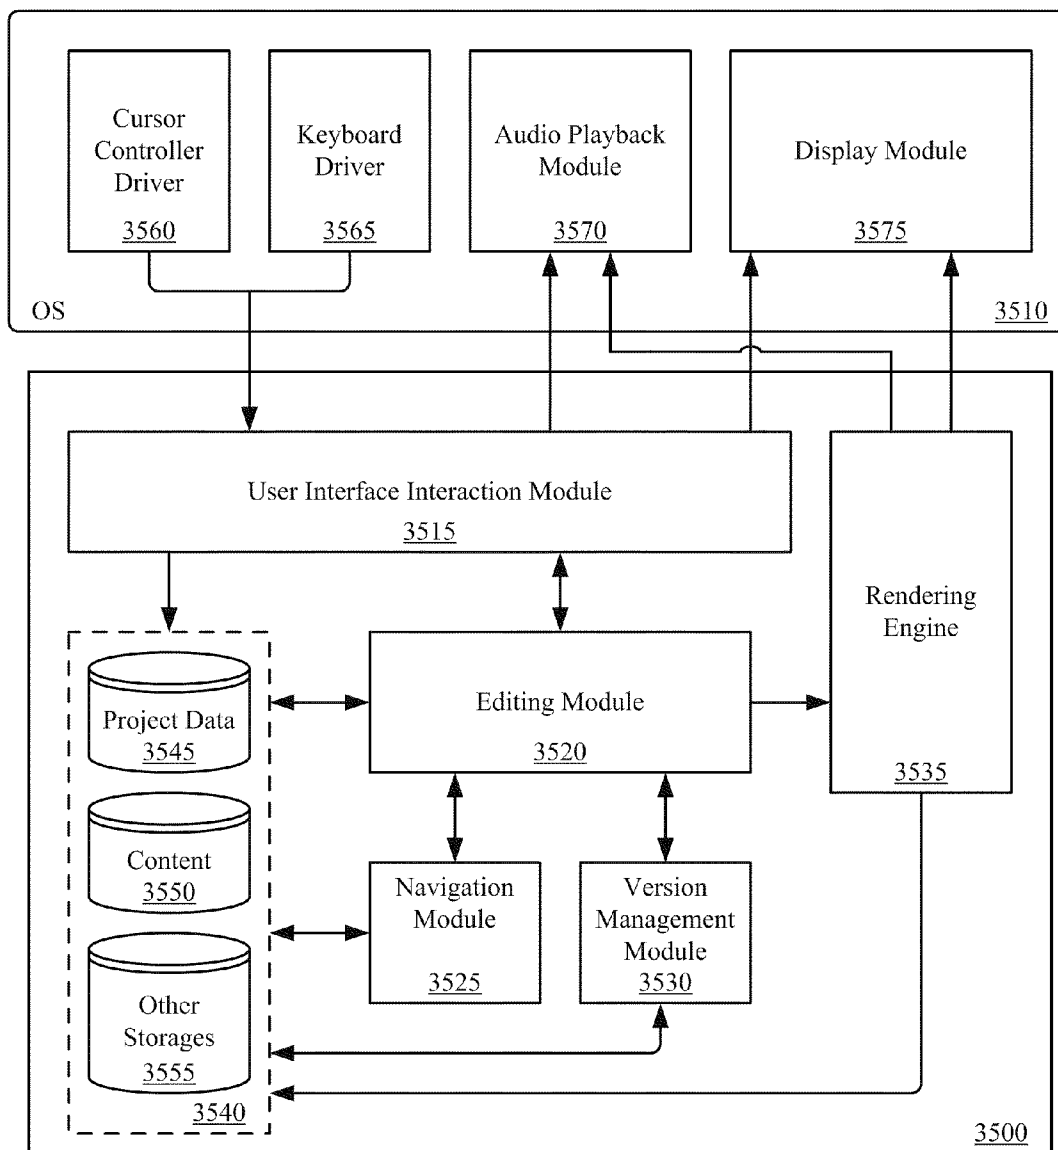 Cursor
Controller
Driver
3560
Keyboard
Driver
3565
Audio Playback
Module
3570
Display Module
3575
OS
3510
User Interface Interaction Module
3515
Rendering
Engine
3535
Project Data
3545
Editing Module
3520
Content
3550
Navigation
Module
3525
Version
Management
Module
3530
Other
Storages
3555
3540
3500